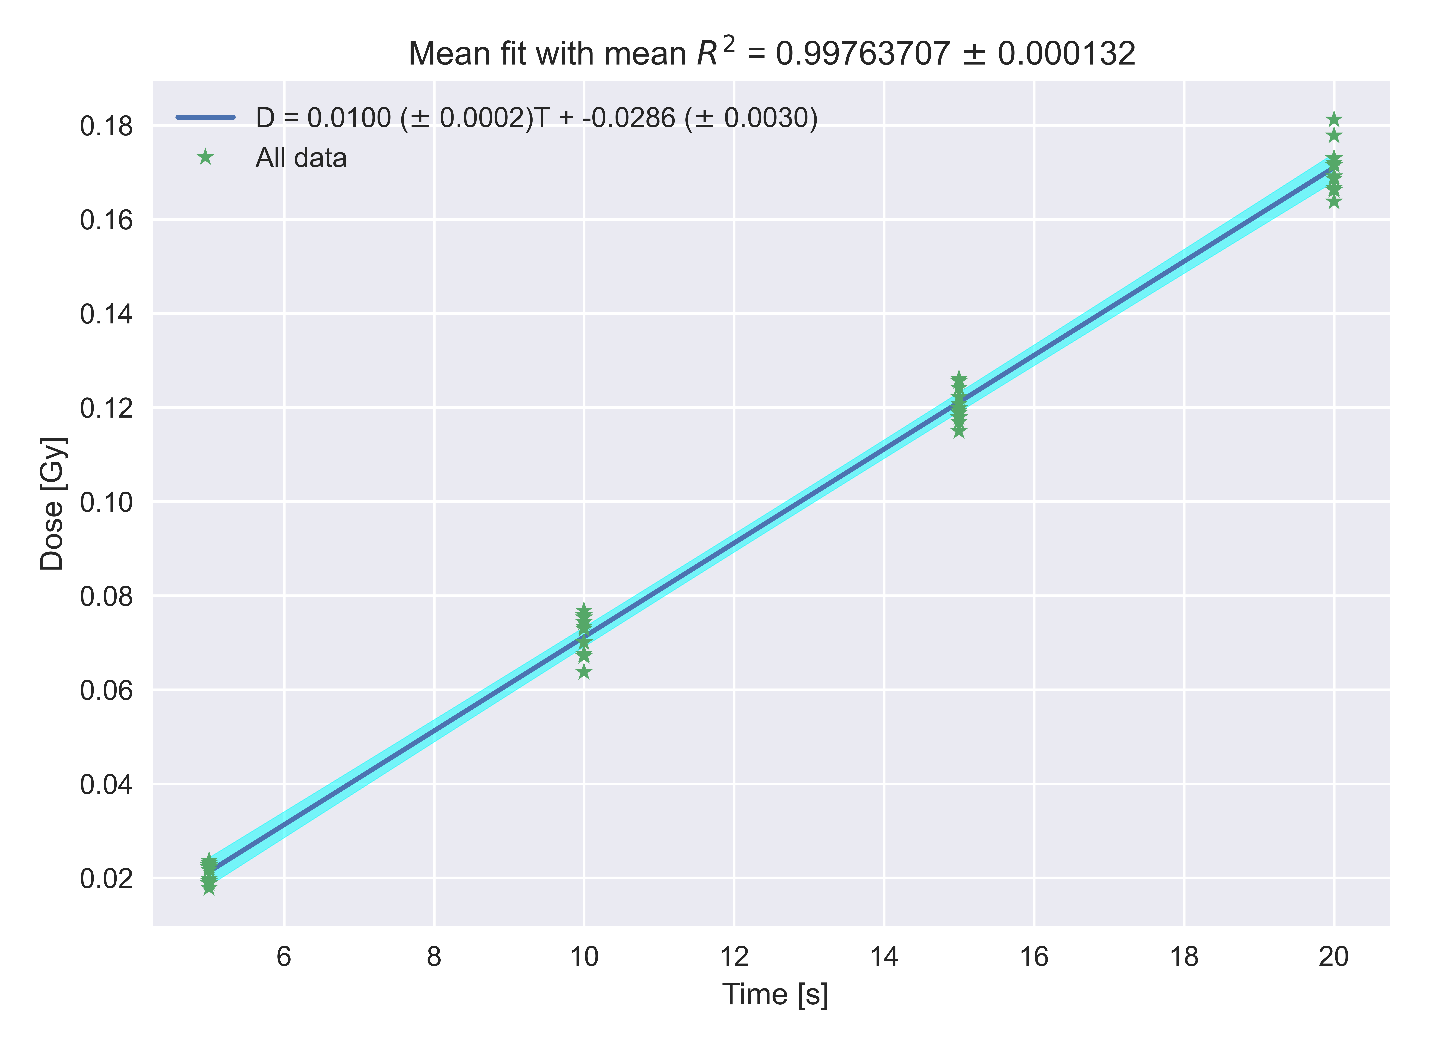 Mean fit with mean R² = 0.99763707 ± 0.000132
D = 0.0100 (± 0.0002)T + -0.0286 (± 0.0030)
All data
0.18
0.16
0.14
0.12
0.10
0.08
0.06
0.04
0.02
Dose [Gy]
6 8 10 12 14 16 18 20
Time [s]